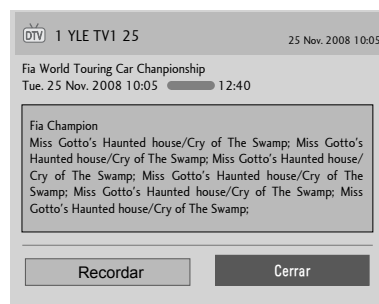 DTV 1 YLE TV1 25 25 Nov. 2008 10:05
Fia World Touring Car Chanpionship
Tue. 25 Nov. 2008 10:05 12:40
Fia Champion
Miss Gotto's Haunted house/Cry of The Swamp; Miss Gotto's
Haunted house/Cry of The Swamp; Miss Gotto's Haunted house/
Cry of The Swamp; Miss Gotto's Haunted house/Cry of The
Swamp; Miss Gotto's Haunted house/Cry of The Swamp; Miss
Gotto's Haunted house/Cry of The Swamp;
Recordar Cerrar